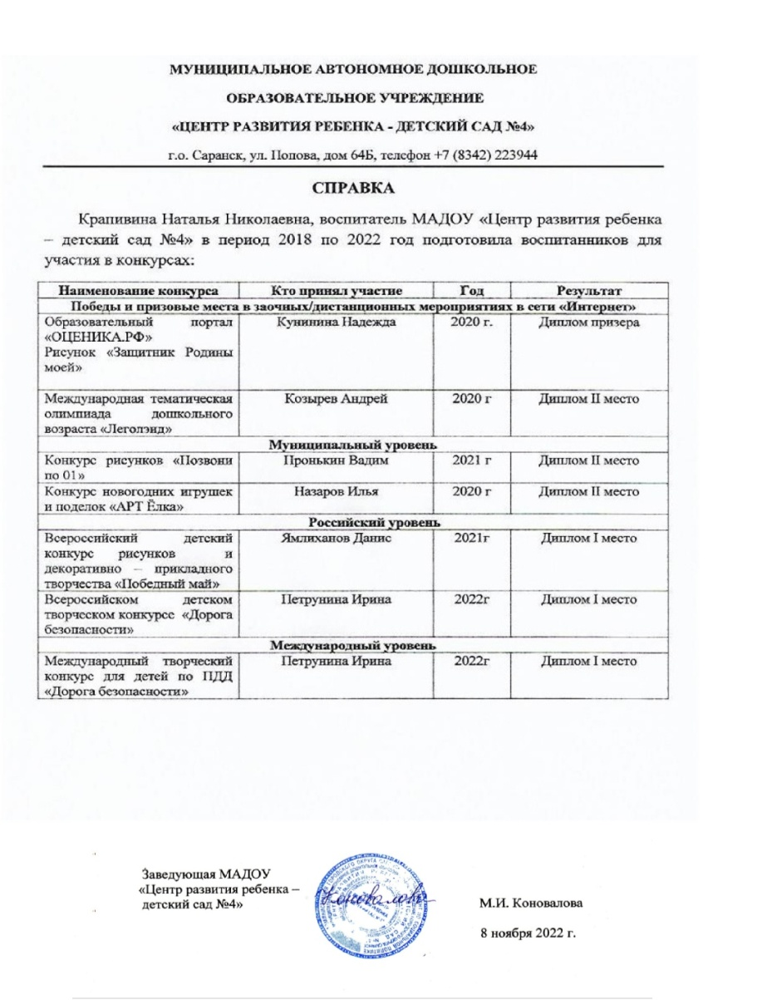 МУНИЦИПАЛЬНОЕ АВТОНОМНОЕ ДОШКОЛЬНОЕ
ОБРАЗОВАТЕЛЬНОЕ УЧРЕЖДЕНИЕ
«ЦЕНТР РАЗВИТИЯ РЕБЕНКА - ДЕТСКИЙ САД №4»
г.о. Саранск, ул. Попова, дом 64Б, телефон +7 (8342) 223944
СПРАВКА
Крапивина Наталья Николаевна, воспитатель МАДОУ «Центр развития ребенка
– детский сад №4» в период 2018 по 2022 год подготовила воспитанников для
участия в конкурсах:
Наименование конкурса Кто принял участие Год Результат
Победы и призовые места в заочных/дистанционных мероприятиях в сети «Интернет»
Образовательный портал Кунинина Надежда 2020 г. Диплом призера
«ОЦЕНИКА.РФ»
Рисунок «Защитник Родины
моей»
Международная тематическая Козырев Андрей 2020 г Диплом II место
олимпиада дошкольного
возраста «Леголэнд»
Муниципальный уровень
Конкурс рисунков «Позвони Пронькин Вадим 2021 г Диплом II место
по 01»
Конкурс новогодних игрушек Назаров Илья 2020 г Диплом II место
и поделок «АРТ Ёлка»
Российский уровень
Всероссийский детский Ямлиханов Данис 2021г Диплом I место
конкурс рисунков и
декоративно – прикладного
творчества «Победный май»
Всероссийском детском Петрунина Ирина 2022г Диплом I место
творческом конкурсе «Дорога
безопасности»
Международный уровень
Международный творческий Петрунина Ирина 2022г Диплом I место
конкурс для детей по ПДД
«Дорога безопасности»
Заведующая МАДОУ
«Центр развития ребенка –
детский сад №4»
Коновалова
М.И. Коновалова
8 ноября 2022 г.